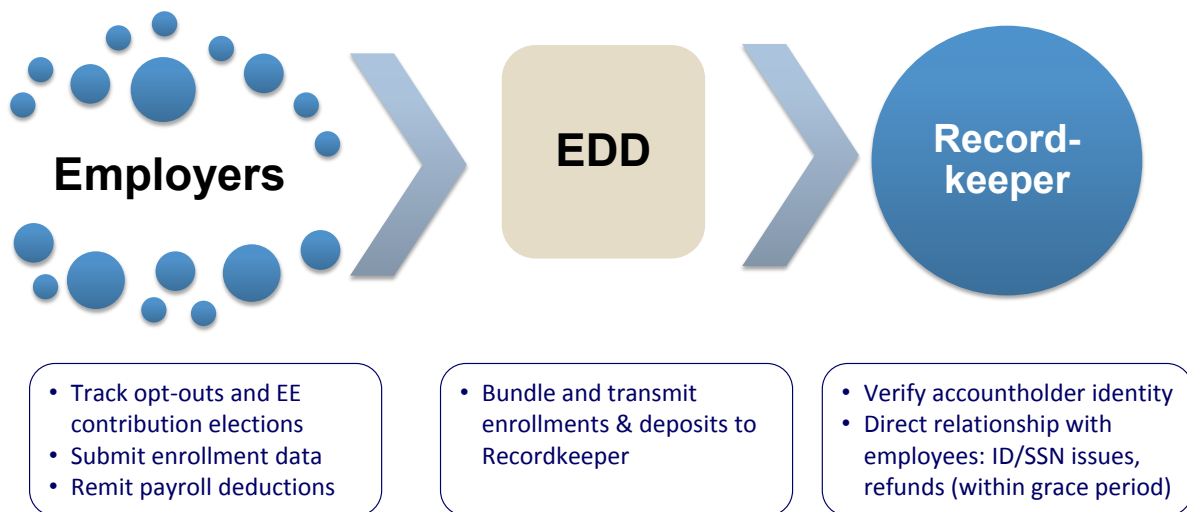 Employers
EDD
Record-
keeper
• Track opt-outs and EE
contribution elections
• Submit enrollment data
• Remit payroll deductions
• Bundle and transmit
enrollments & deposits to
Recordkeeper
• Verify accountholder identity
• Direct relationship with
employees: ID/SSN issues,
refunds (within grace period)